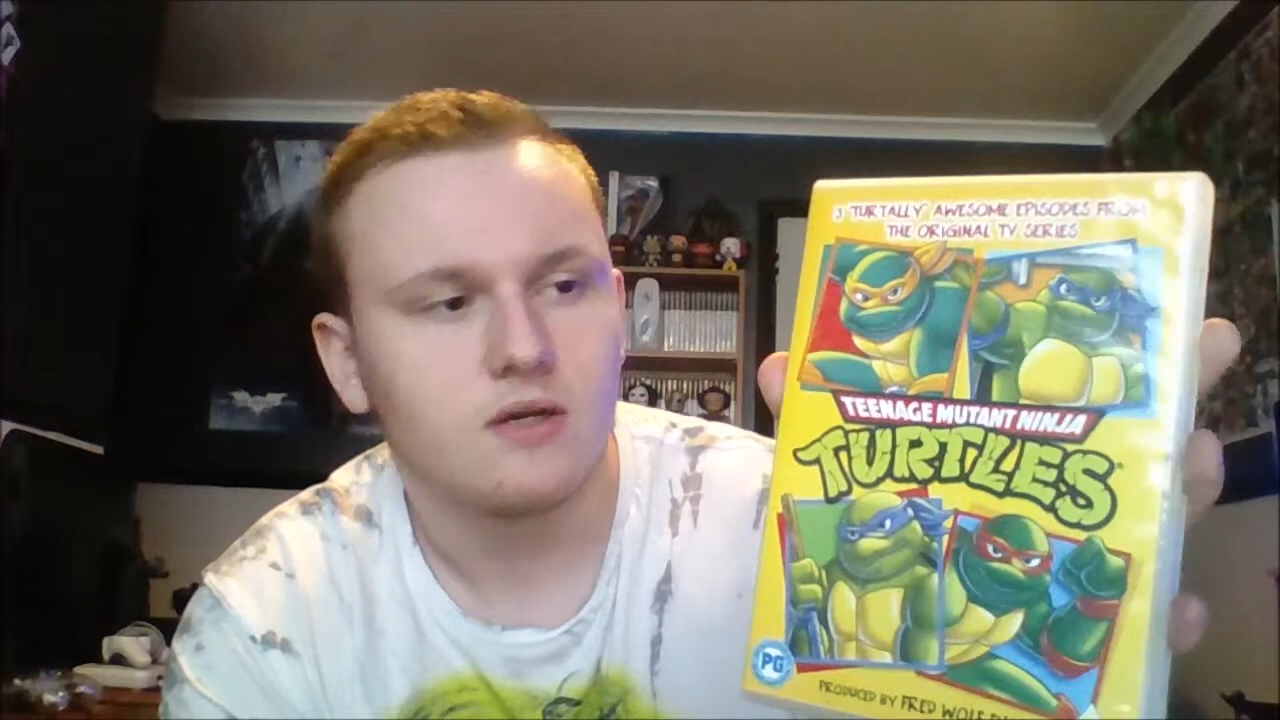 3 "TURTALLY" AWESOME EPISODES FROM
THE ORIGINAL TV SERIES
TEENAGE MUTANT NINJA
TURTLES
PG
PRODUCED BY FRED WOLF